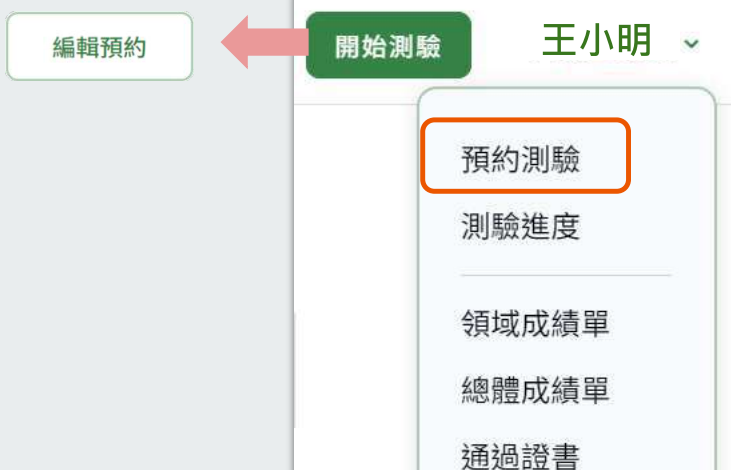 編輯預約
開始測驗
王小明
預約測驗
測驗進度
領域成績單
總體成績單
通過證書